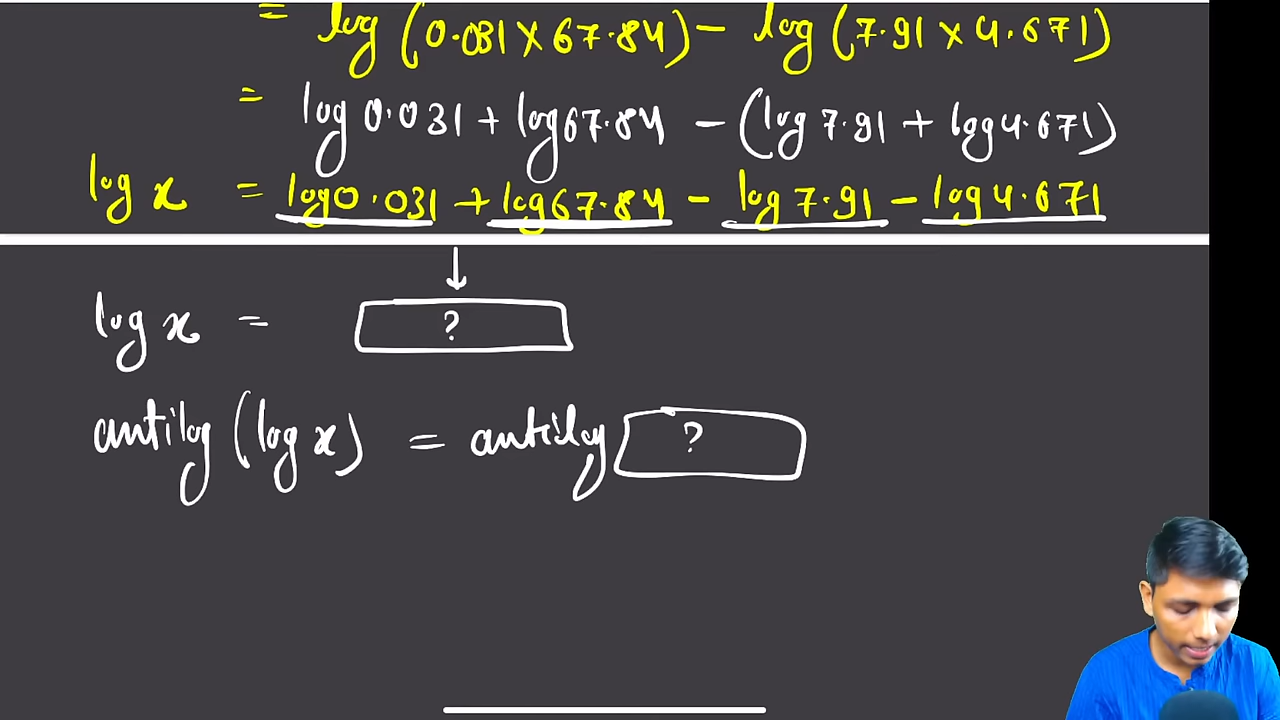 = log (0.031 × 67.84) - log (7.91 × 4.671)
= log 0.031 + log 67.84 - (log 7.91 + log 4.671)
log x = log 0.031 + log 67.84 - log 7.91 - log 4.671
log x = ?
antilog (log x) = antilog ?